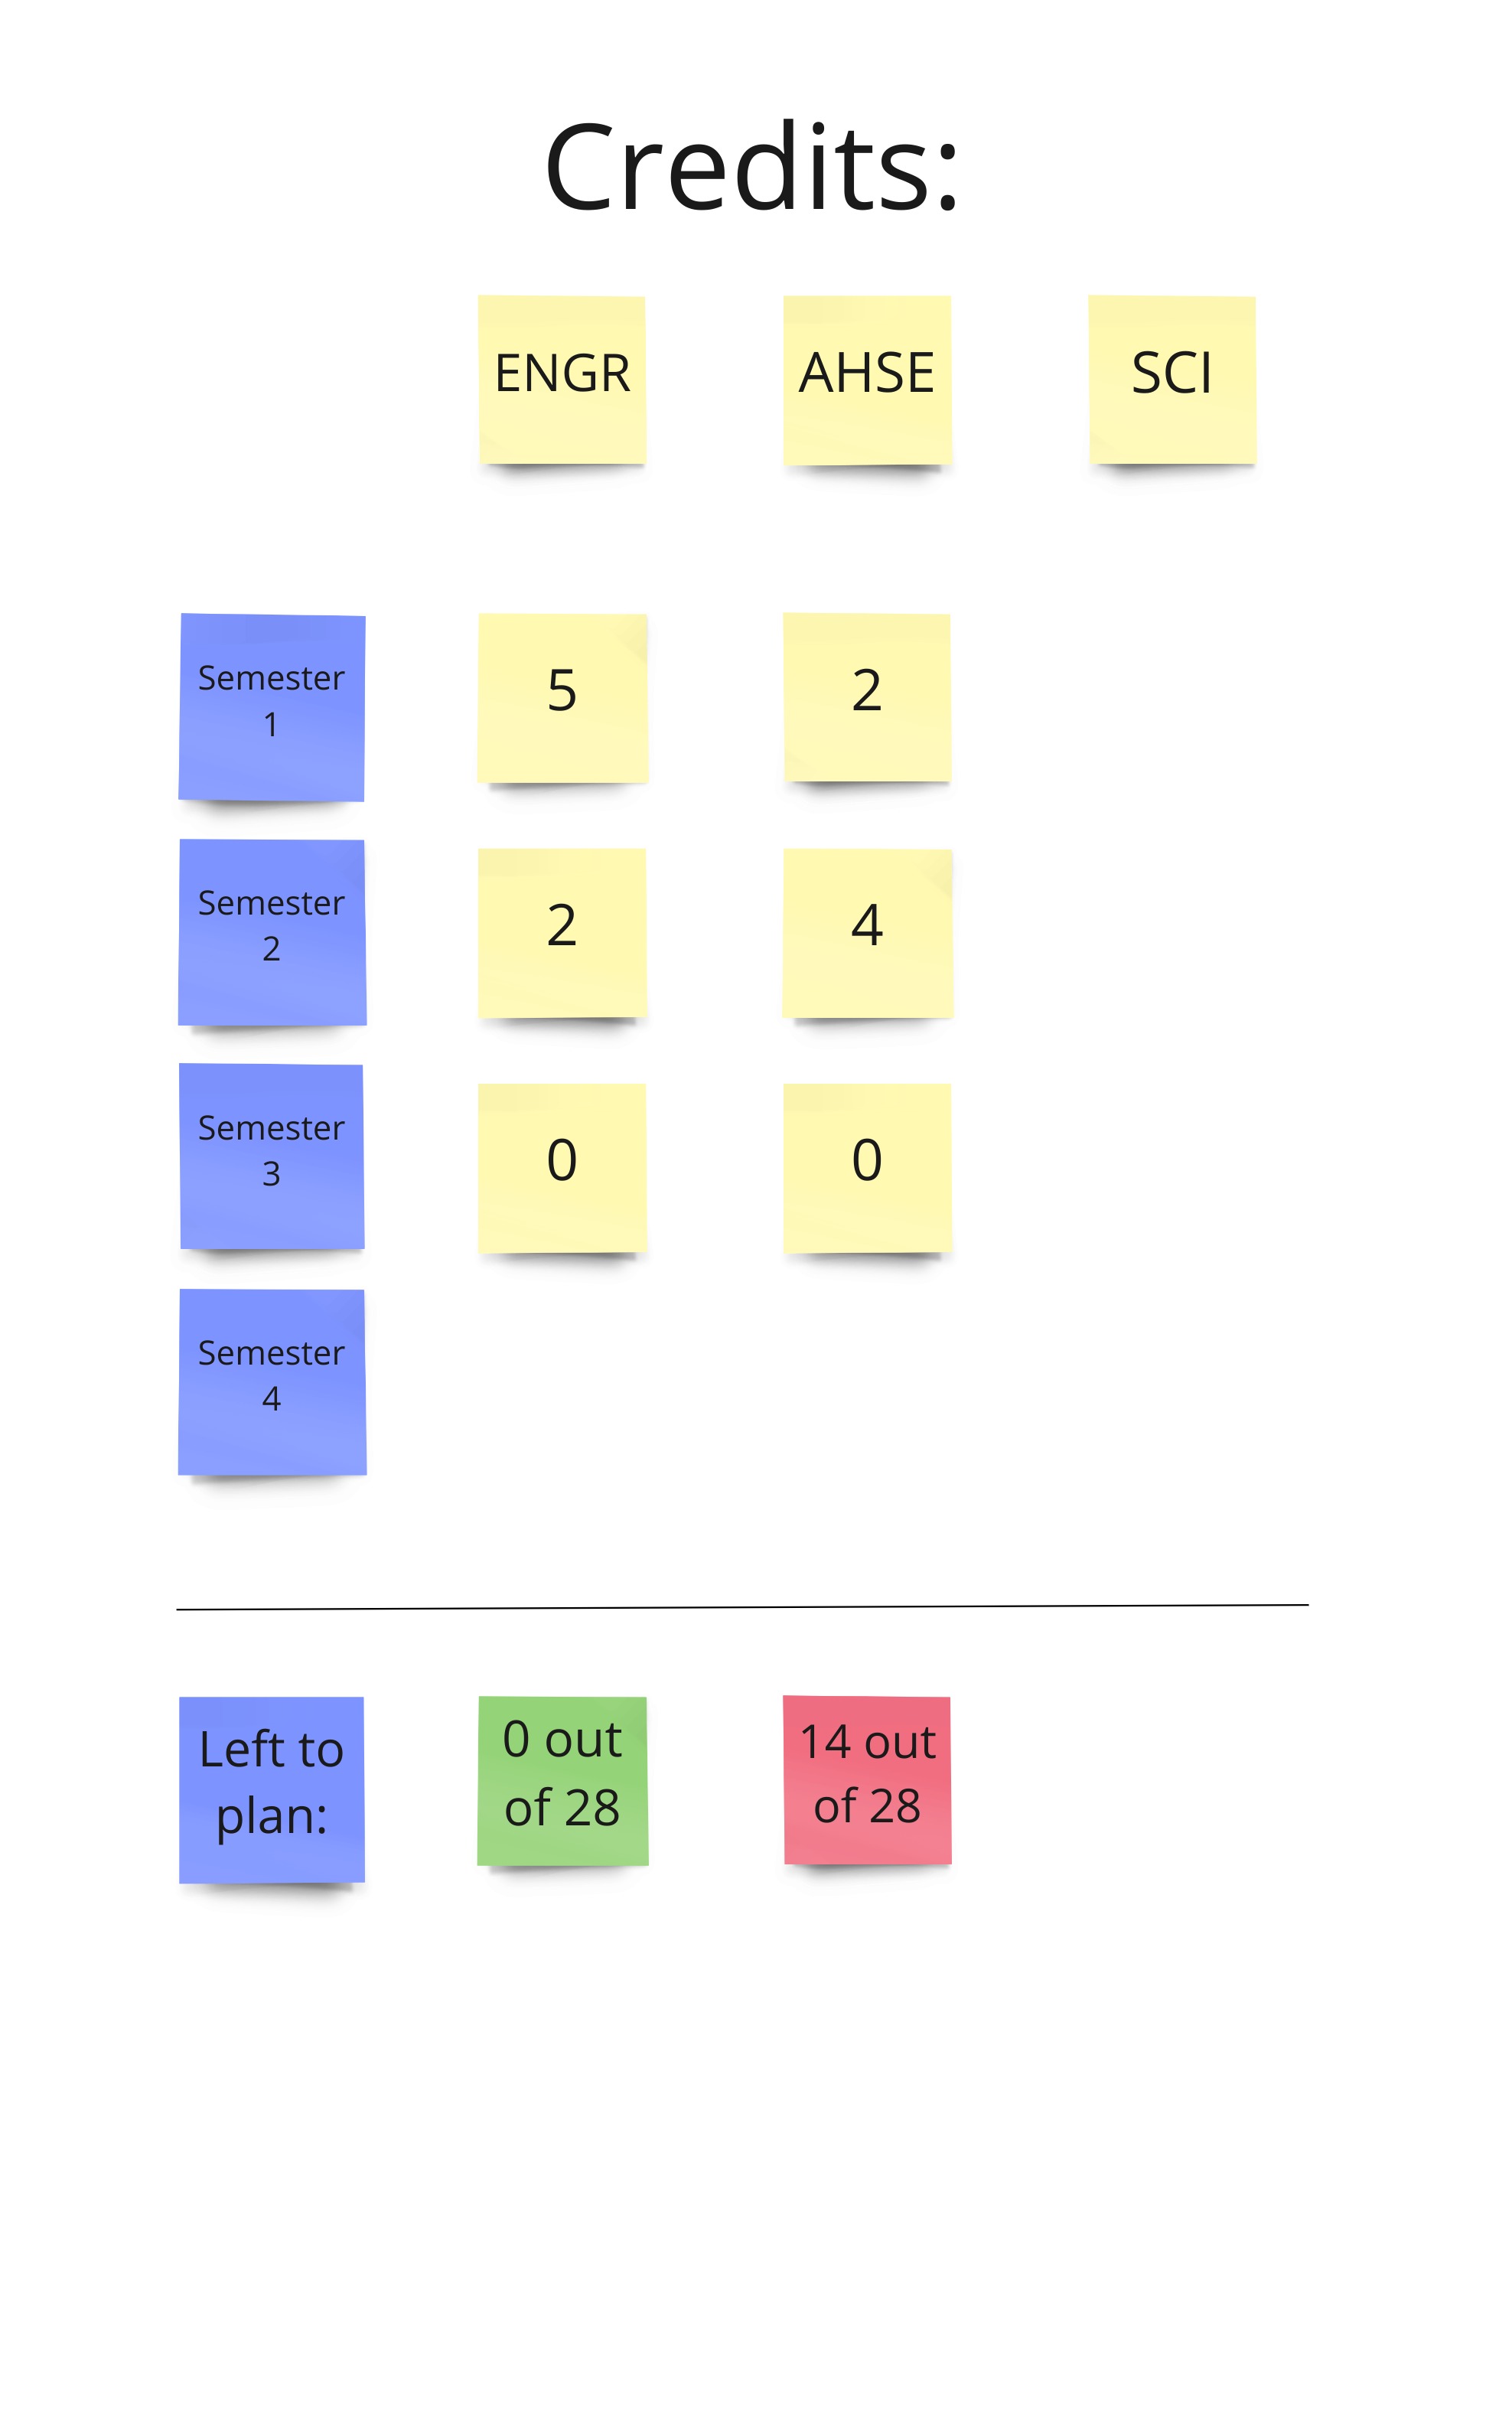 Credits:
ENGR
AHSE
SCI
Semester
1
5
2
Semester
2
2
4
Semester
3
0
0
Semester
4
Left to
plan:
0 out
of 28
14 out
of 28